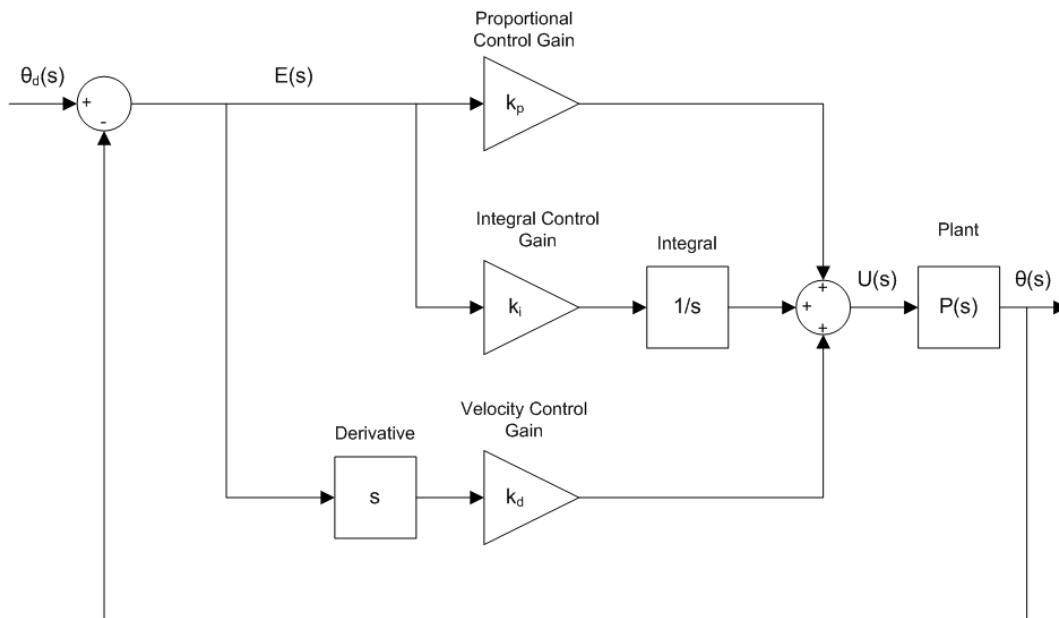 Proportional
Control Gain
θd(s)
E(s)
+
-
kp
Integral Control
Gain
Integral
Plant
ki
1/s
+
+
+
U(s)
P(s)
θ(s)
Velocity Control
Gain
Derivative
s
kd